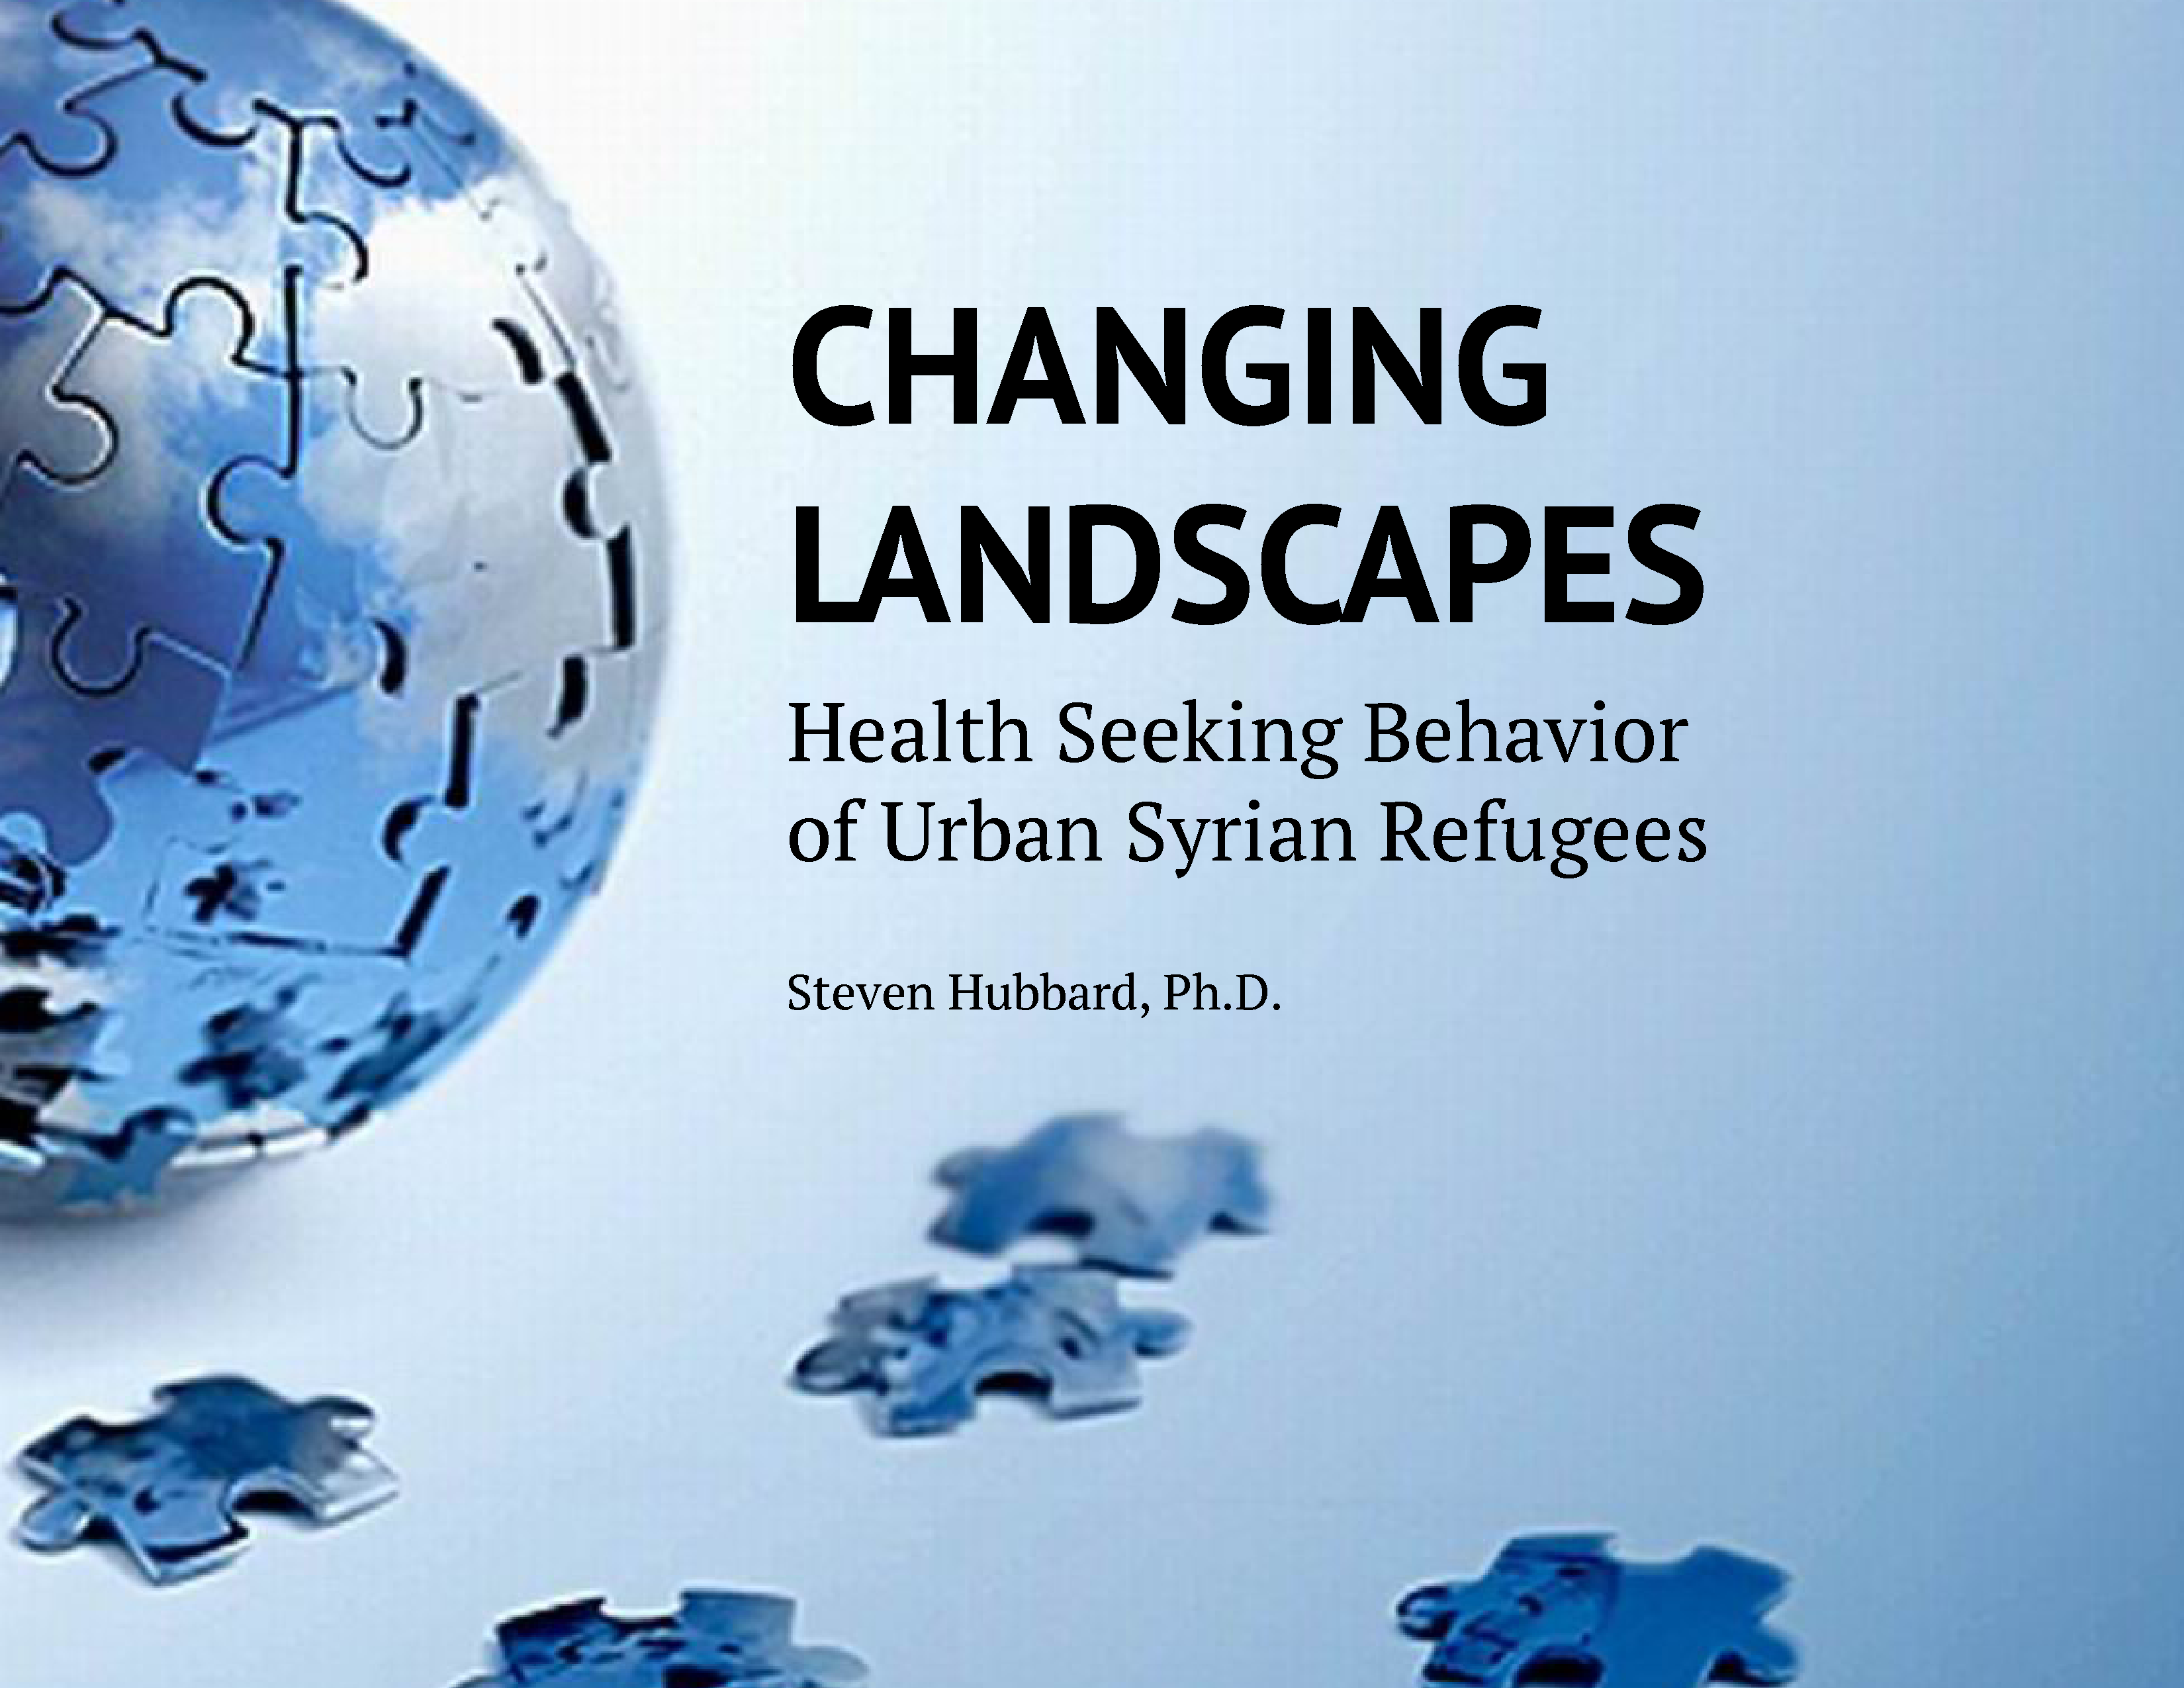 CHANGING
LANDSCAPES
Health Seeking Behavior
of Urban Syrian Refugees
Steven Hubbard, Ph.D.